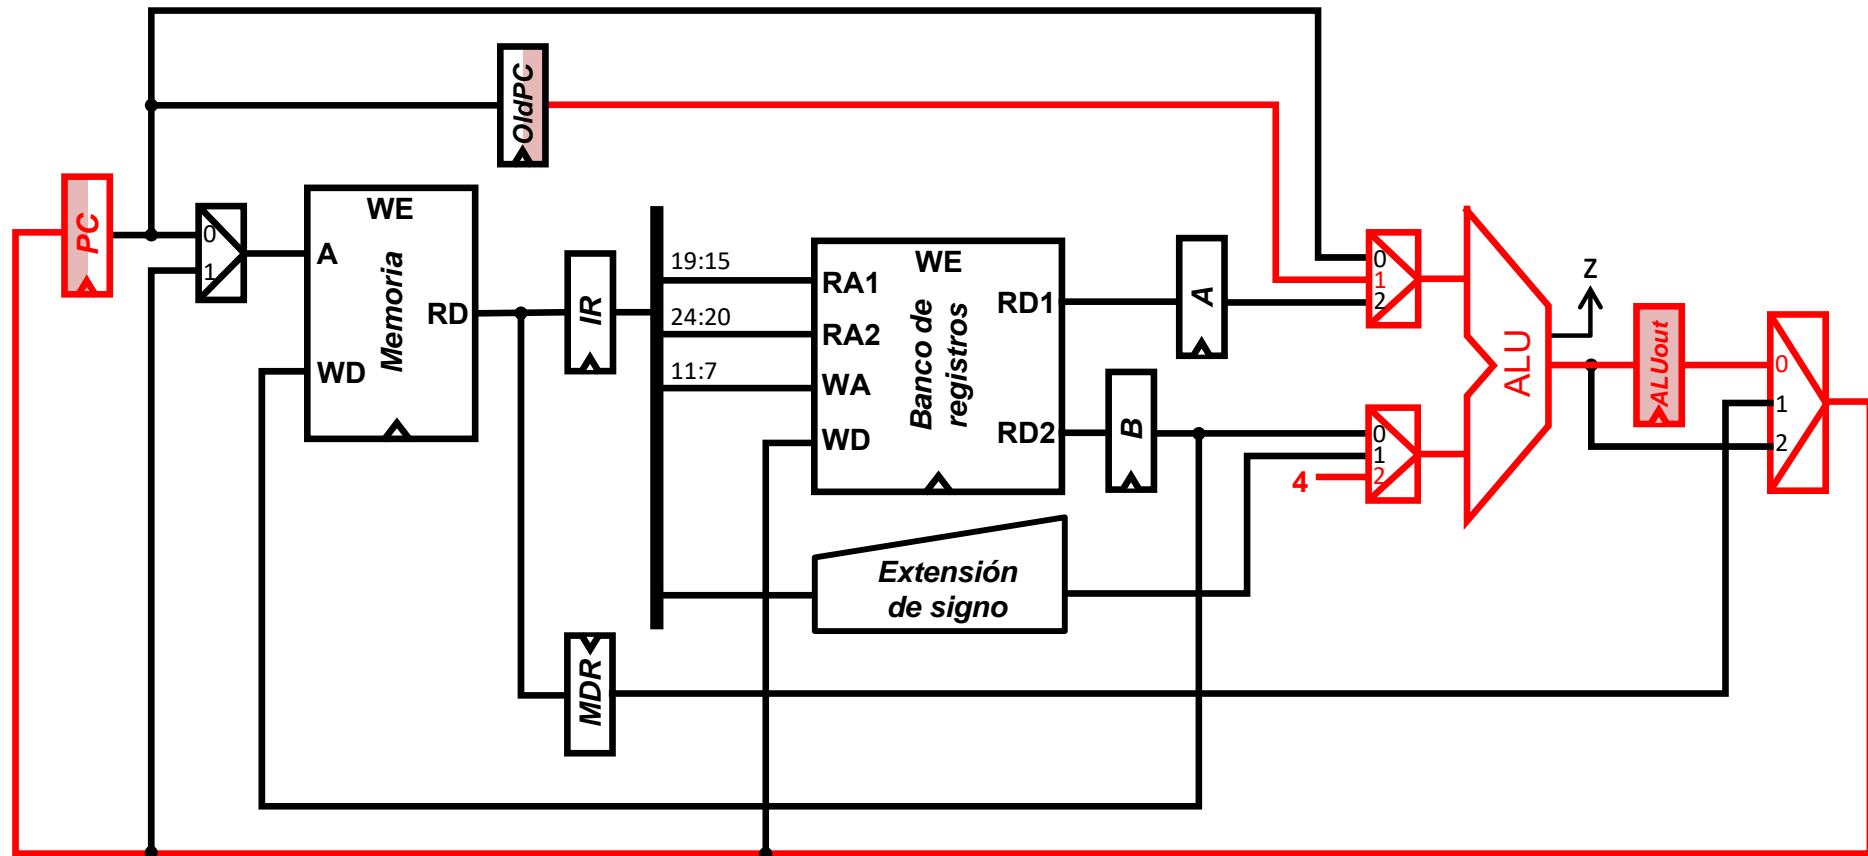 OldPC
PC
0
1
WE
A
Memoria
RD
WD
IR
19:15
24:20
11:7
WE
RA1
RD1
RA2
WA
Banco de
registros
WD
RD2
A
B
Extensión
de signo
MDR
0
1
2
0
1
2
4
ALU
Z
ALUout
0
1
2